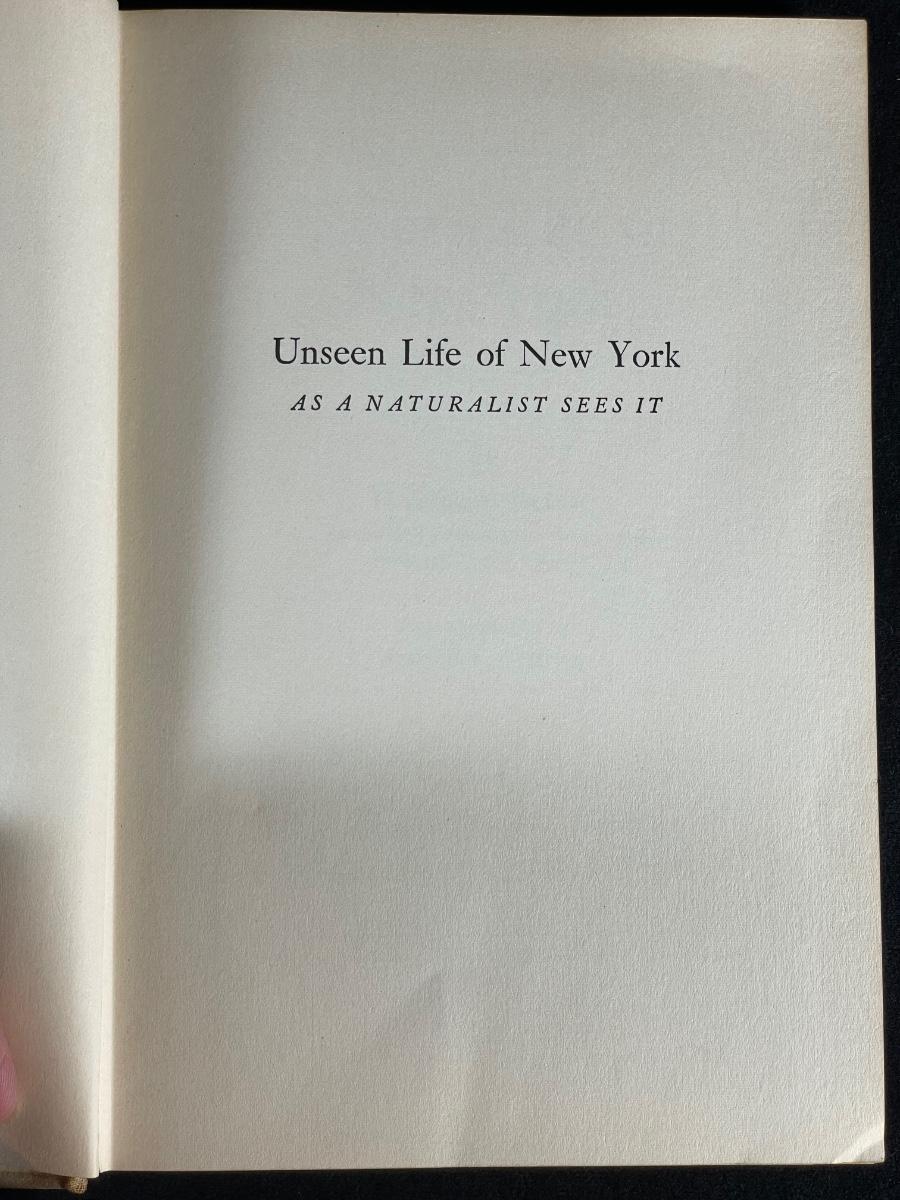 Unseen Life of New York
AS A NATURALIST SEES IT